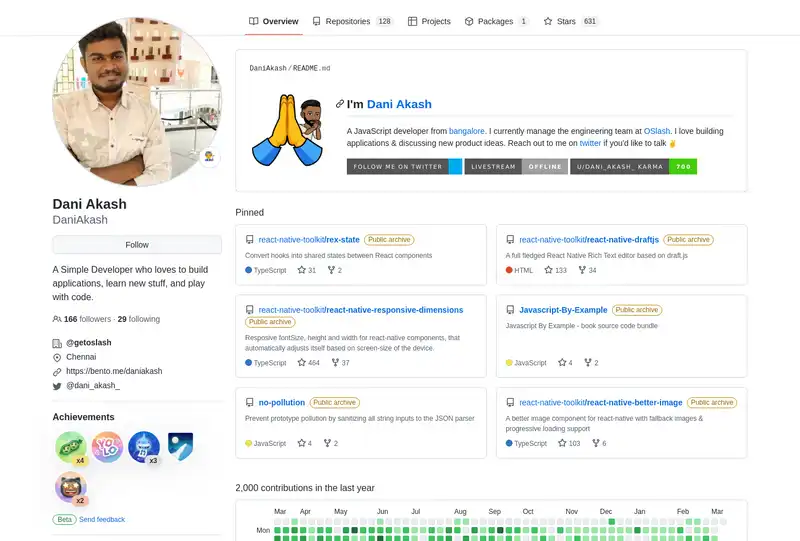 Overview
Repositories 128
Projects
Packages 1
Stars 631
DaniAkash/README.md
I'm Dani Akash
A JavaScript developer from bangalore. I currently manage the engineering team at OSlash. I love building
applications & discussing new product ideas. Reach out to me on twitter if you'd like to talk ✌
FOLLOW ME ON TWITTER
LIVESTREAM OFFLINE
U/DANI_AKASH_ KARMA 700
Dani Akash
DaniAkash
Follow
A Simple Developer who loves to build
applications, learn new stuff, and play
with code.
166 followers · 29 following
@getoslash
Chennai
https://bento.me/daniakash
@dani_akash_
Achievements
x4
YOLO
x3
x2
Beta Send feedback
Pinned
react-native-toolkit/rex-state Public archive
Convert hooks into shared states between React components
TypeScript 31 2
react-native-toolkit/react-native-draftjs Public archive
A full fledged React Native Rich Text editor based on draft.js
HTML 133 34
react-native-toolkit/react-native-responsive-dimensions
Public archive
Resposive fontSize, height and width for react-native components, that
automatically adjusts itself based on screen-size of the device.
TypeScript 464 37
Javascript-By-Example Public archive
Javascript By Example - book source code bundle
JavaScript 4 2
no-pollution Public archive
Prevent prototype pollution by sanitizing all string inputs to the JSON parser
JavaScript 4 2
react-native-toolkit/react-native-better-image Public archive
A better image component for react-native with fallback images &
progressive loading support
TypeScript 103 6
2,000 contributions in the last year
Mar Apr May Jun Jul Aug Sep Oct Nov Dec Jan Feb Mar
Mon